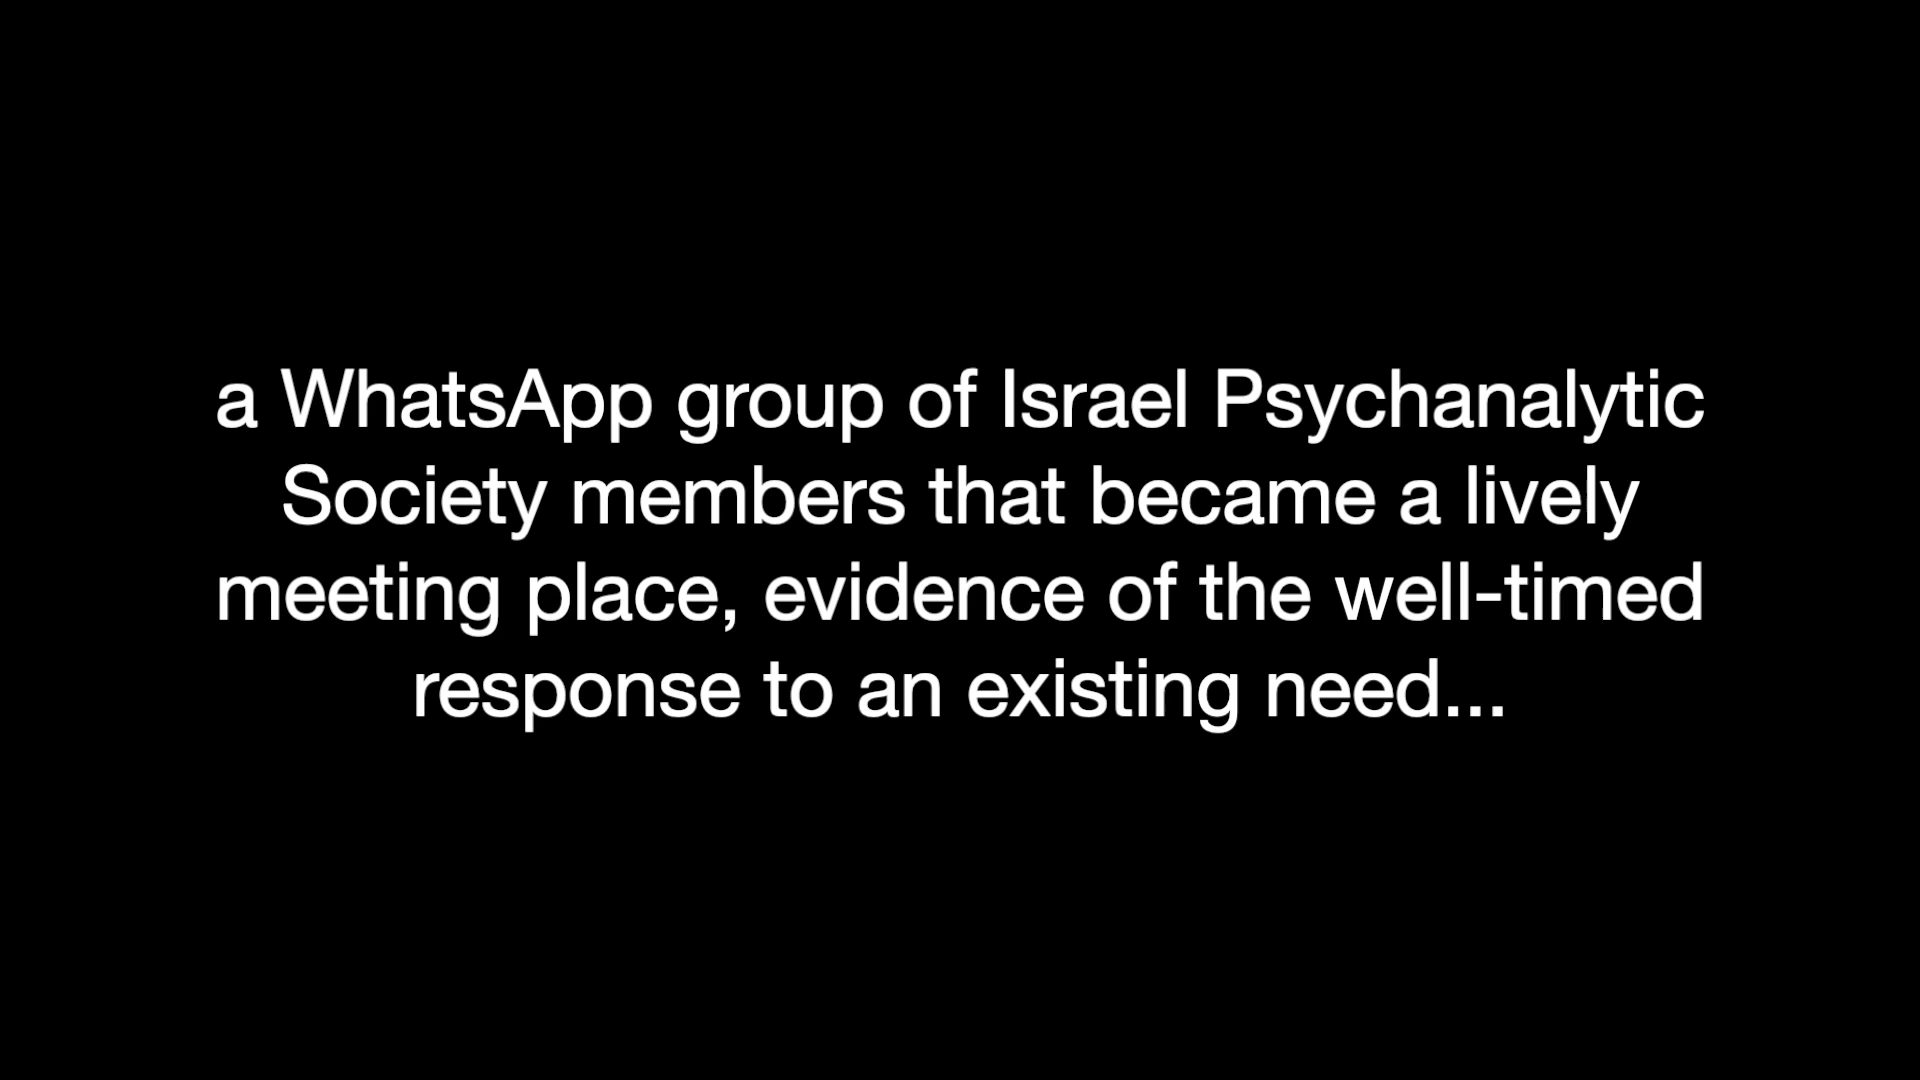 a WhatsApp group of Israel Psychanalytic
Society members that became a lively
meeting place, evidence of the well-timed
response to an existing need...